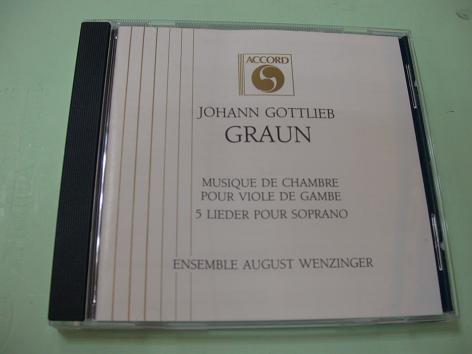 ACCORD
JOHANN GOTTLIEB
GRAUN
MUSIQUE DE CHAMBRE
POUR VIOLE DE GAMBE
5 LIEDER POUR SOPRANO
ENSEMBLE AUGUST WENZINGER